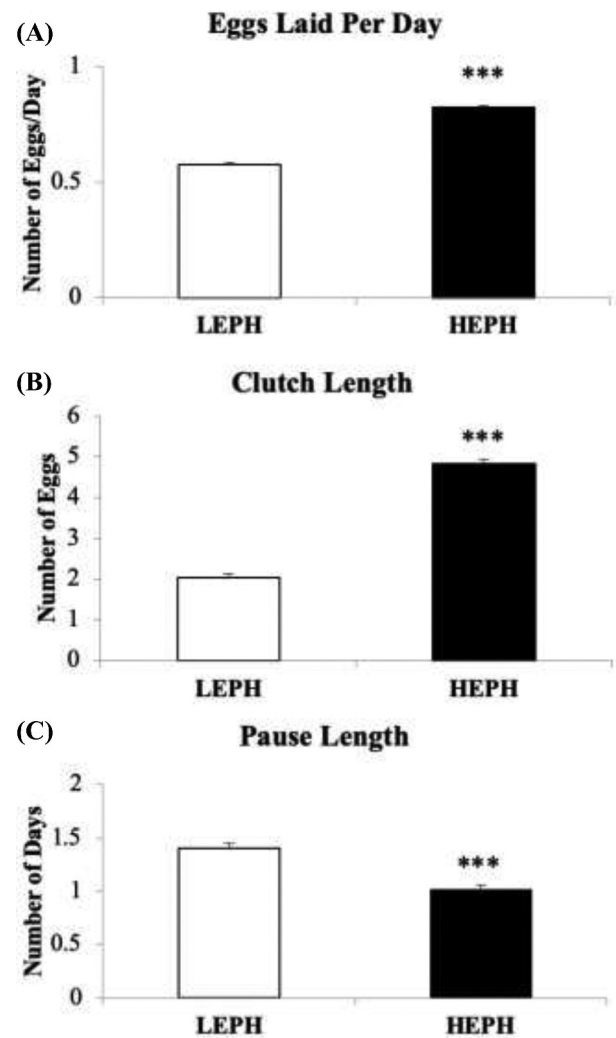 (A)
Eggs Laid Per Day
Number of Eggs/Day
1
0.5
0
***
LEPH
HEPH
(B)
Clutch Length
Number of Eggs
6
5
4
3
2
1
0
***
LEPH
HEPH
(C)
Pause Length
Number of Days
2
1.5
1
0.5
0
***
LEPH
HEPH